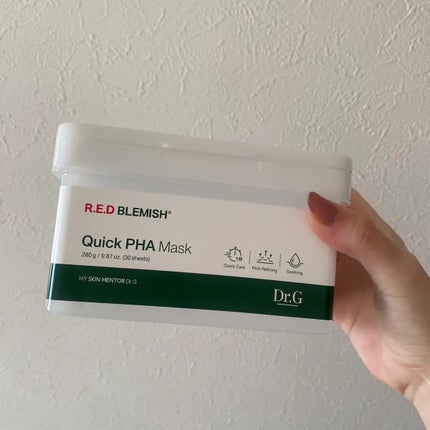 R.E.D BLEMISH®
Quick PHA Mask
280g / 9.87 oz. (30 sheets)
Quick Care
PHA Refining
Soothing
MY SKIN MENTOR Dr.G
Dr.G